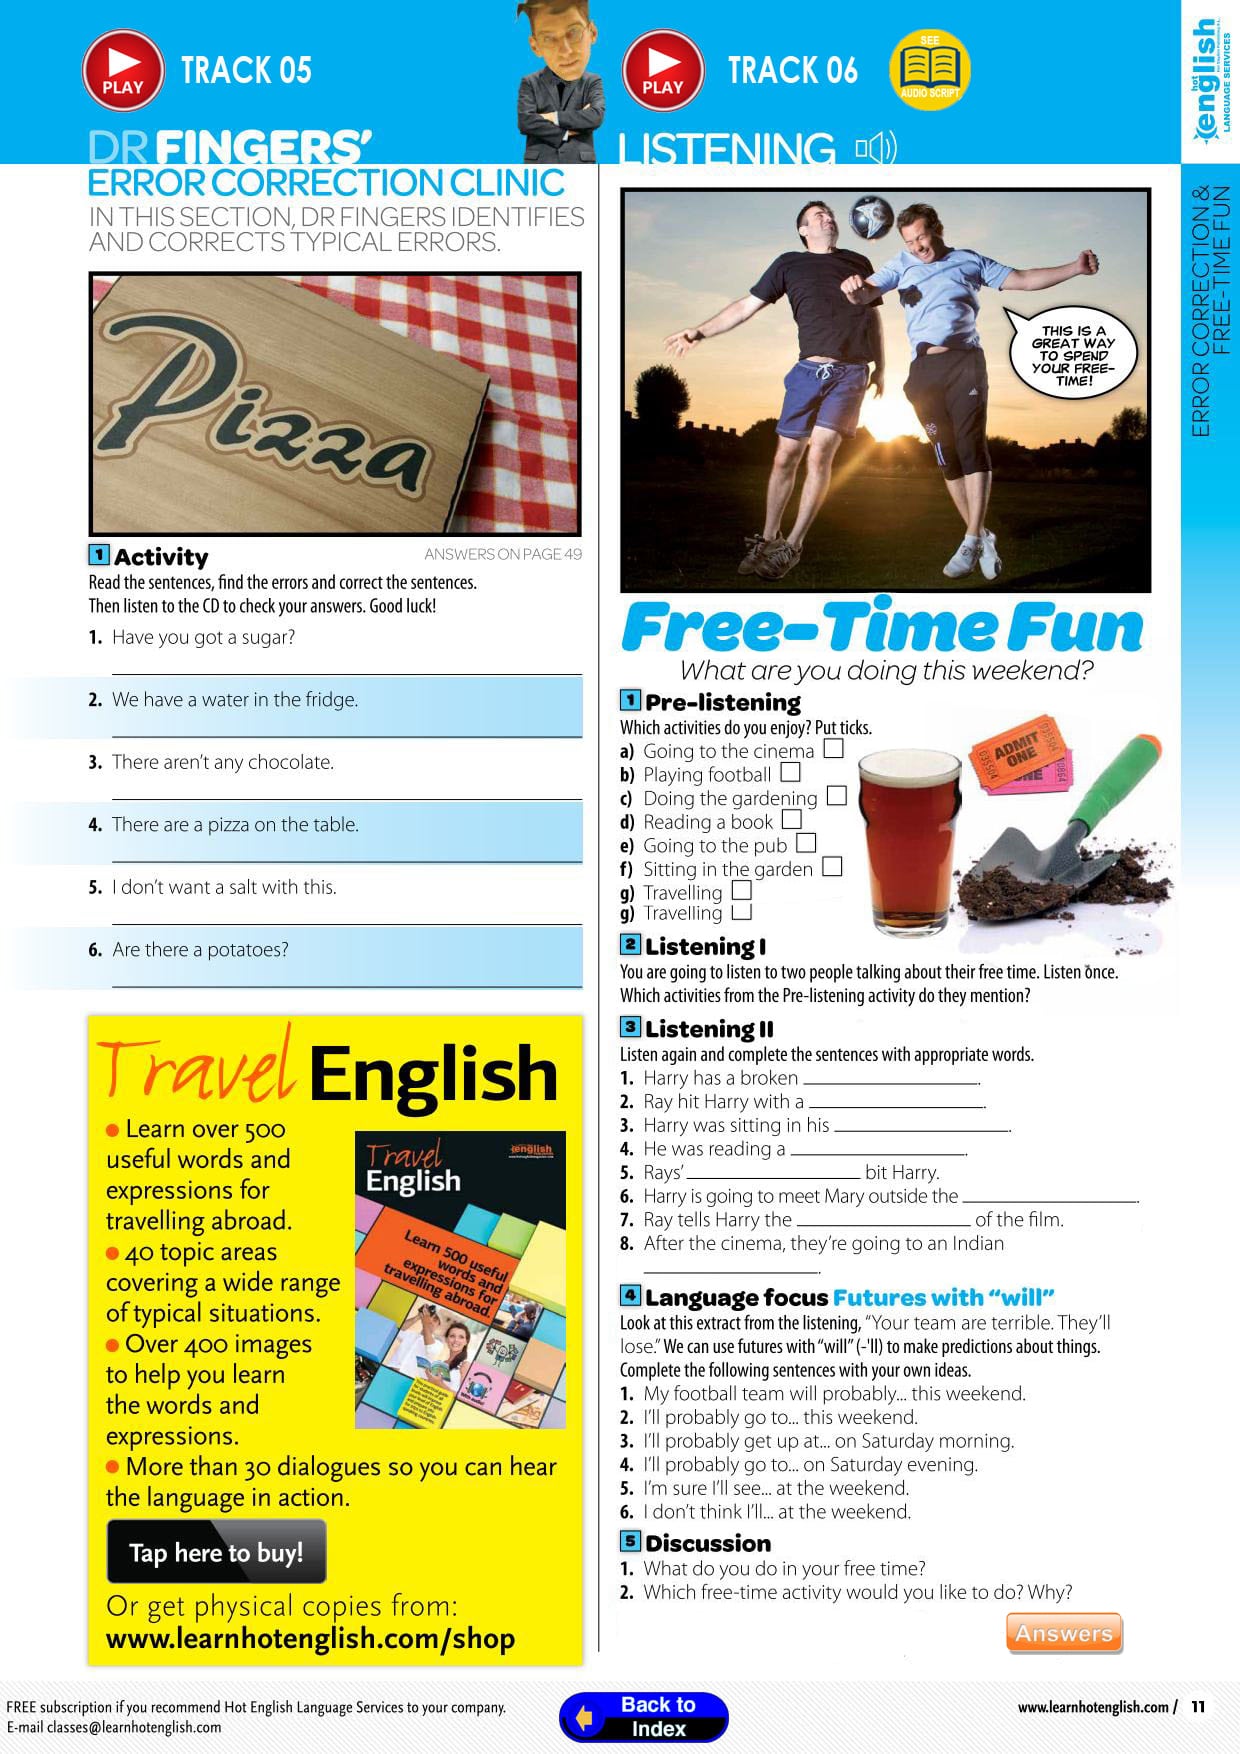 PLAY
TRACK 05
DR FINGERS'
ERROR CORRECTION CLINIC
IN THIS SECTION, DR FINGERS IDENTIFIES
AND CORRECTS TYPICAL ERRORS.
Pizza
1 Activity
ANSWERS ON PAGE 49
Read the sentences, find the errors and correct the sentences.
Then listen to the CD to check your answers. Good luck!
1. Have you got a sugar?
2. We have a water in the fridge.
3. There aren't any chocolate.
4. There are a pizza on the table.
5. I don't want a salt with this.
6. Are there a potatoes?
Travel English
Learn over 500
useful words and
expressions for
travelling abroad.
40 topic areas
covering a wide range
of typical situations.
Over 400 images
to help you learn
the words and
expressions.
More than 30 dialogues so you can hear
the language in action.
english
Travel
English
Learn 500 useful
words and
expressions for
travelling abroad.
Tap here to buy!
Or get physical copies from:
www.learnhotenglish.com/shop
PLAY
TRACK 06
SEE
AUDIO SCRIPT
LISTENING
THIS IS A
GREAT WAY
TO SPEND
YOUR FREE-
TIME!
Free-Time Fun
What are you doing this weekend?
1 Pre-listening
Which activities do you enjoy? Put ticks.
a) Going to the cinema
b) Playing football
c) Doing the gardening
d) Reading a book
e) Going to the pub
f) Sitting in the garden
g) Travelling
g) Travelling
ADMIT
ONE
035505
550504
ONE
2 Listening I
You are going to listen to two people talking about their free time. Listen once.
Which activities from the Pre-listening activity do they mention?
3 Listening II
Listen again and complete the sentences with appropriate words.
1. Harry has a broken ____.
2. Ray hit Harry with a ____.
3. Harry was sitting in his ____.
4. He was reading a ____.
5. Rays' ____ bit Harry.
6. Harry is going to meet Mary outside the ____.
7. Ray tells Harry the ____ of the film.
8. After the cinema, they're going to an Indian
____.
4 Language focus Futures with "will"
Look at this extract from the listening, "Your team are terrible. They'll
lose." We can use futures with "will" (-'ll) to make predictions about things.
Complete the following sentences with your own ideas.
1. My football team will probably... this weekend.
2. I'll probably go to... this weekend.
3. I'll probably get up at... on Saturday morning.
4. I'll probably go to... on Saturday evening.
5. I'm sure I'll see... at the weekend.
6. I don't think I'll... at the weekend.
5 Discussion
1. What do you do in your free time?
2. Which free-time activity would you like to do? Why?
Answers
hot
english
LANGUAGE SERVICES
ERROR CORRECTION &
FREE-TIME FUN
FREE subscription if you recommend Hot English Language Services to your company.
E-mail classes@learnhotenglish.com
Back to
Index
www.learnhotenglish.com / 11